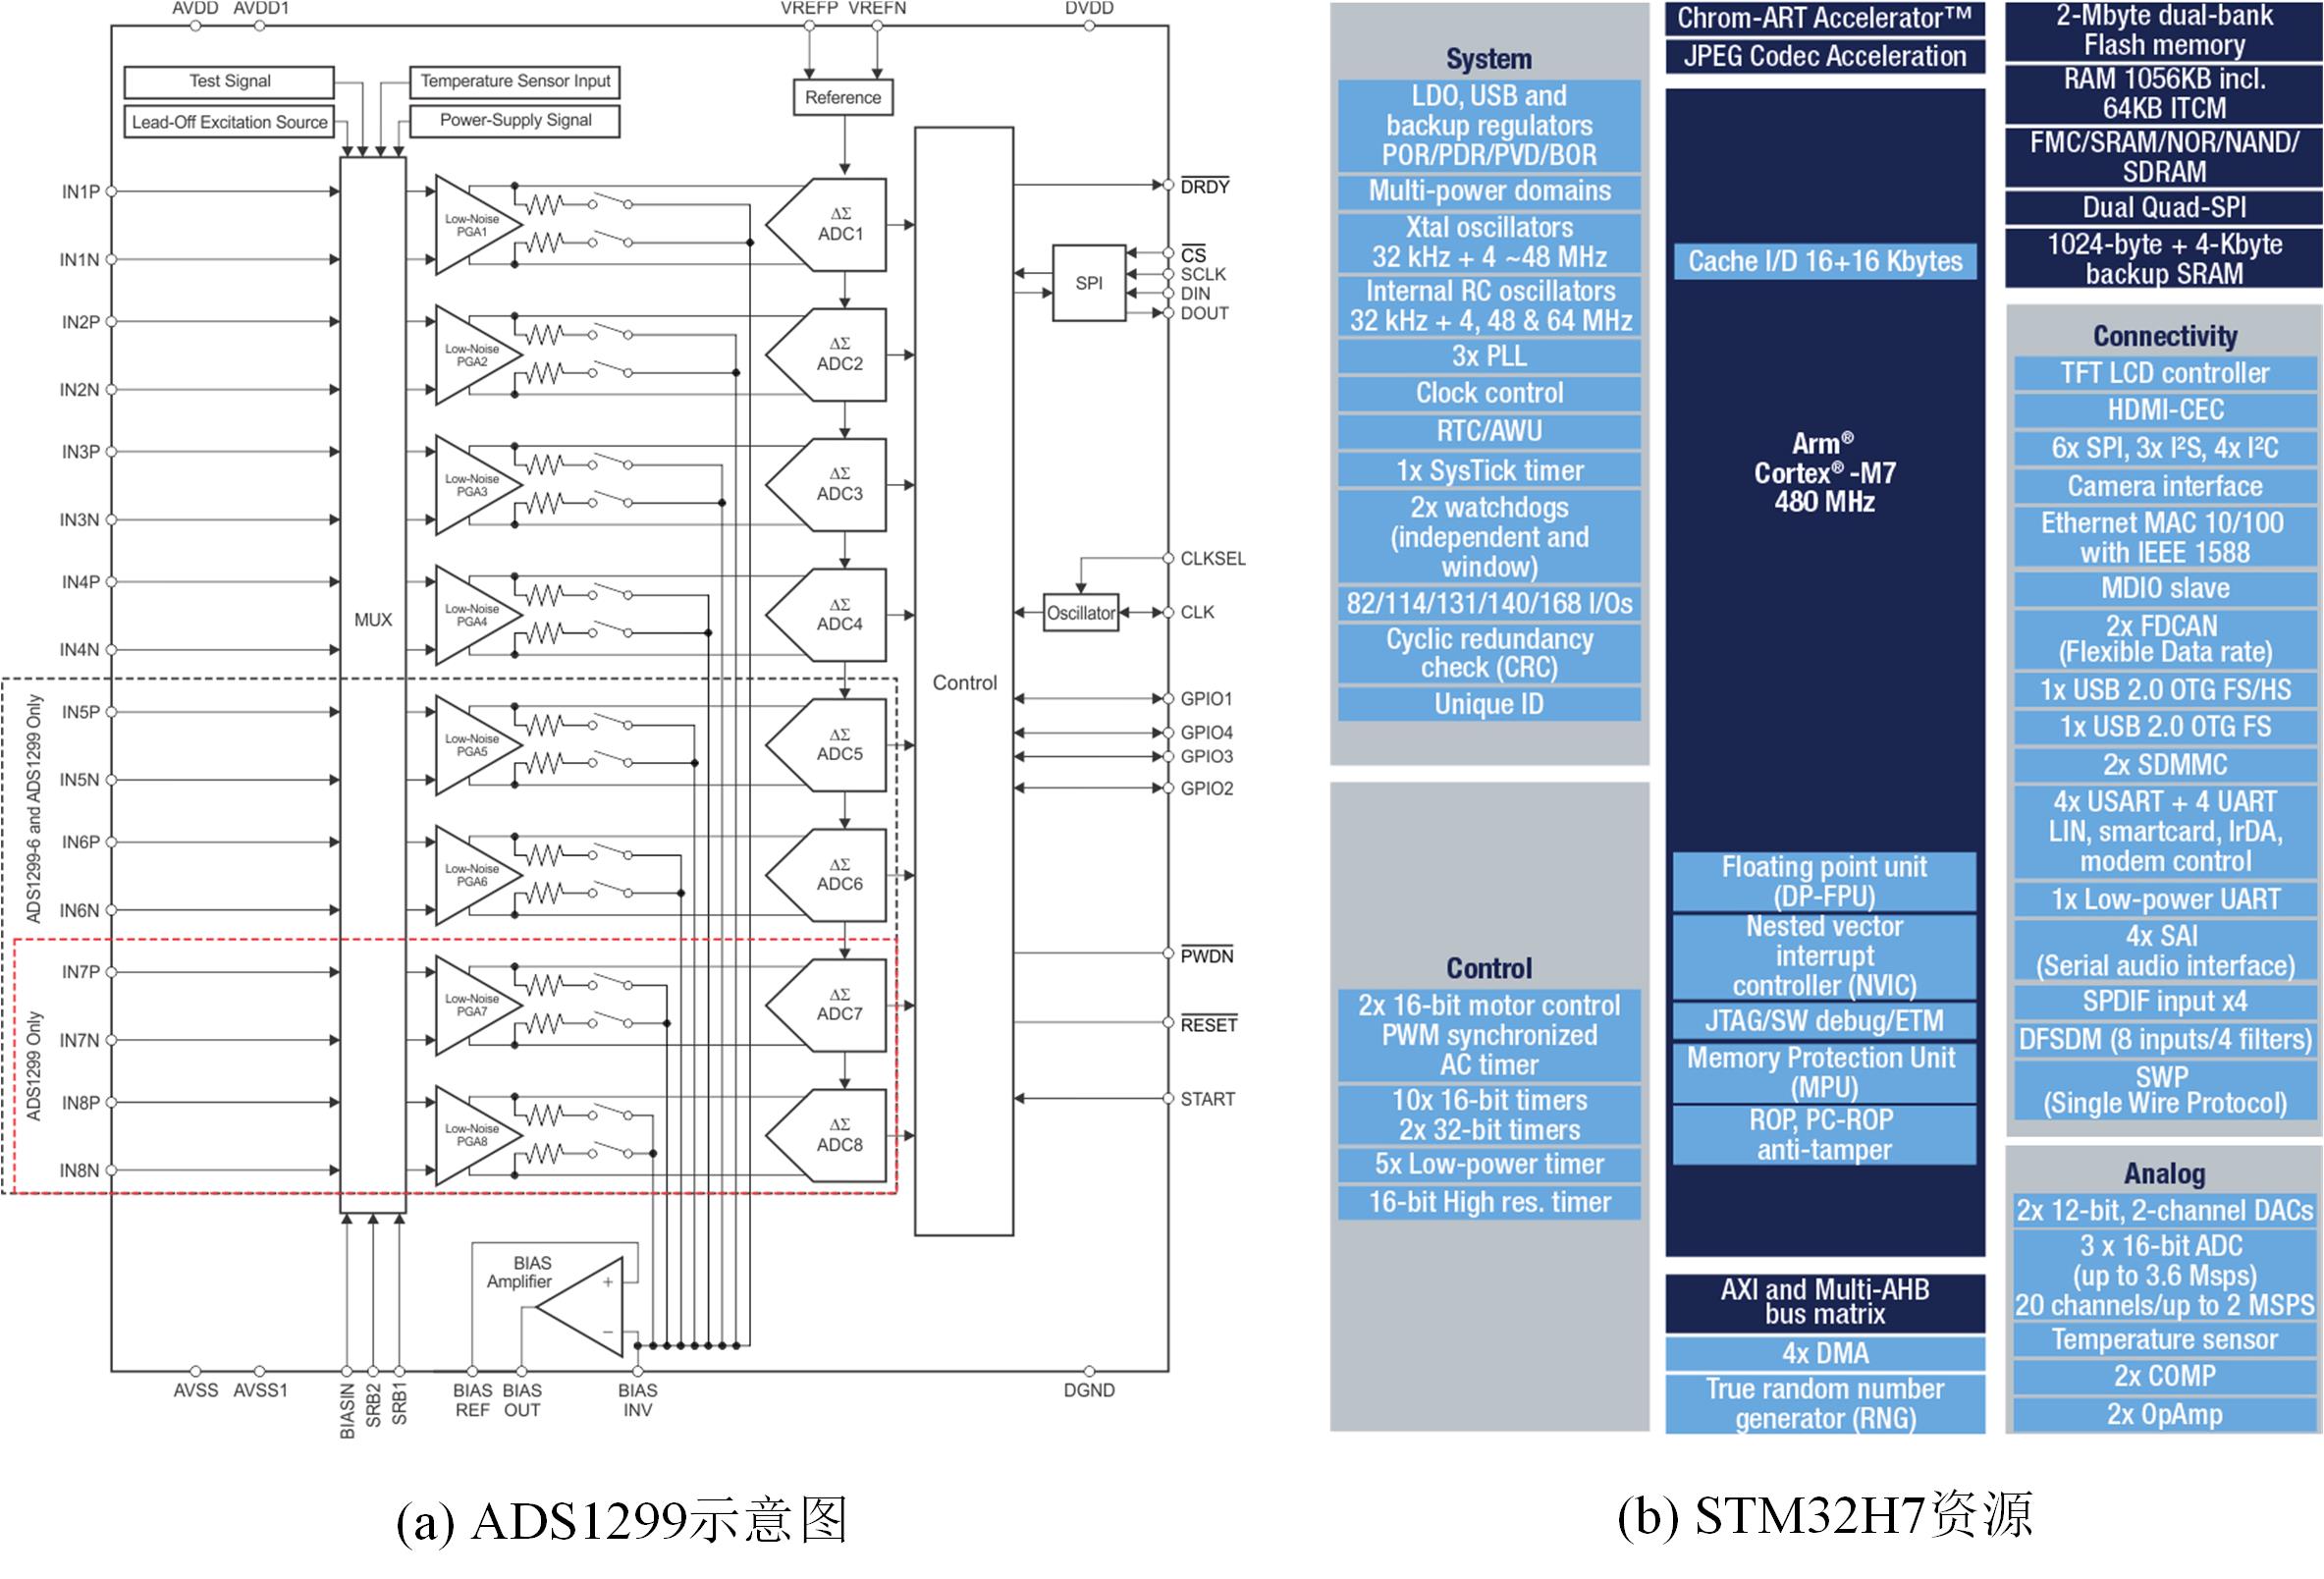 AVDD AVDD1
VREFP VREFN
DVDD
Test Signal
Temperature Sensor Input
Lead-Off Excitation Source
Power-Supply Signal
Reference
IN1P
IN1N
IN2P
IN2N
IN3P
IN3N
IN4P
IN4N
IN5P
IN5N
IN6P
IN6N
IN7P
IN7N
IN8P
IN8N
ADS1299-6 and ADS1299 Only
ADS1299 Only
MUX
Low-Noise
PGA1
Low-Noise
PGA2
Low-Noise
PGA3
Low-Noise
PGA4
Low-Noise
PGA5
Low-Noise
PGA6
Low-Noise
PGA7
Low-Noise
PGA8
ΔΣ
ADC1
ΔΣ
ADC2
ΔΣ
ADC3
ΔΣ
ADC4
ΔΣ
ADC5
ΔΣ
ADC6
ΔΣ
ADC7
ΔΣ
ADC8
Control
SPI
Oscillator
DRDY
CS
SCLK
DIN
DOUT
CLKSEL
CLK
GPIO1
GPIO4
GPIO3
GPIO2
PWDN
RESET
START
BIAS
Amplifier
+
−
AVSS AVSS1
BIASIN
SRB2
SRB1
BIAS
REF
BIAS
OUT
BIAS
INV
DGND
(a) ADS1299示意图
System
LDO, USB and
backup regulators
POR/PDR/PVD/BOR
Multi-power domains
Xtal oscillators
32 kHz + 4 ~48 MHz
Internal RC oscillators
32 kHz + 4, 48 & 64 MHz
3x PLL
Clock control
RTC/AWU
1x SysTick timer
2x watchdogs
(independent and
window)
82/114/131/140/168 I/Os
Cyclic redundancy
check (CRC)
Unique ID
Control
2x 16-bit motor control
PWM synchronized
AC timer
10x 16-bit timers
2x 32-bit timers
5x Low-power timer
16-bit High res. timer
Chrom-ART Accelerator™
JPEG Codec Acceleration
Cache I/D 16+16 Kbytes
Arm®
Cortex® -M7
480 MHz
Floating point unit
(DP-FPU)
Nested vector
interrupt
controller (NVIC)
JTAG/SW debug/ETM
Memory Protection Unit
(MPU)
ROP, PC-ROP
anti-tamper
AXI and Multi-AHB
bus matrix
4x DMA
True random number
generator (RNG)
2-Mbyte dual-bank
Flash memory
RAM 1056KB incl.
64KB ITCM
FMC/SRAM/NOR/NAND/
SDRAM
Dual Quad-SPI
1024-byte + 4-Kbyte
backup SRAM
Connectivity
TFT LCD controller
HDMI-CEC
6x SPI, 3x I²S, 4x I²C
Camera interface
Ethernet MAC 10/100
with IEEE 1588
MDIO slave
2x FDCAN
(Flexible Data rate)
1x USB 2.0 OTG FS/HS
1x USB 2.0 OTG FS
2x SDMMC
4x USART + 4 UART
LIN, smartcard, IrDA,
modem control
1x Low-power UART
4x SAI
(Serial audio interface)
SPDIF input x4
DFSDM (8 inputs/4 filters)
SWP
(Single Wire Protocol)
Analog
2x 12-bit, 2-channel DACs
3 x 16-bit ADC
(up to 3.6 Msps)
20 channels/up to 2 MSPS
Temperature sensor
2x COMP
2x OpAmp
(b) STM32H7资源